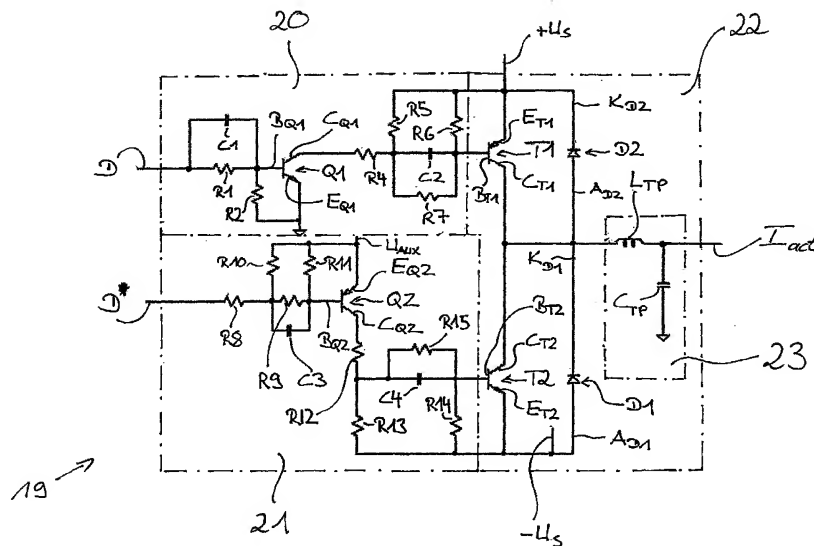 20
+Us
22
R5
KD2
C1
BQ1
CQ1
R6
ET1
D
R1
Q1
R4
C2
T1
D2
R2
EQ1
BT1
CT1
AD2
LTP
R7
UAUX
R10
R11
EQ2
KD1
Iact
D*
Q2
BT2
CTP
R8
BQ2
CQ2
R15
CT2
R9
C3
T2
23
R12
C4
R14
ET2
D1
R13
AD1
19
21
-Us